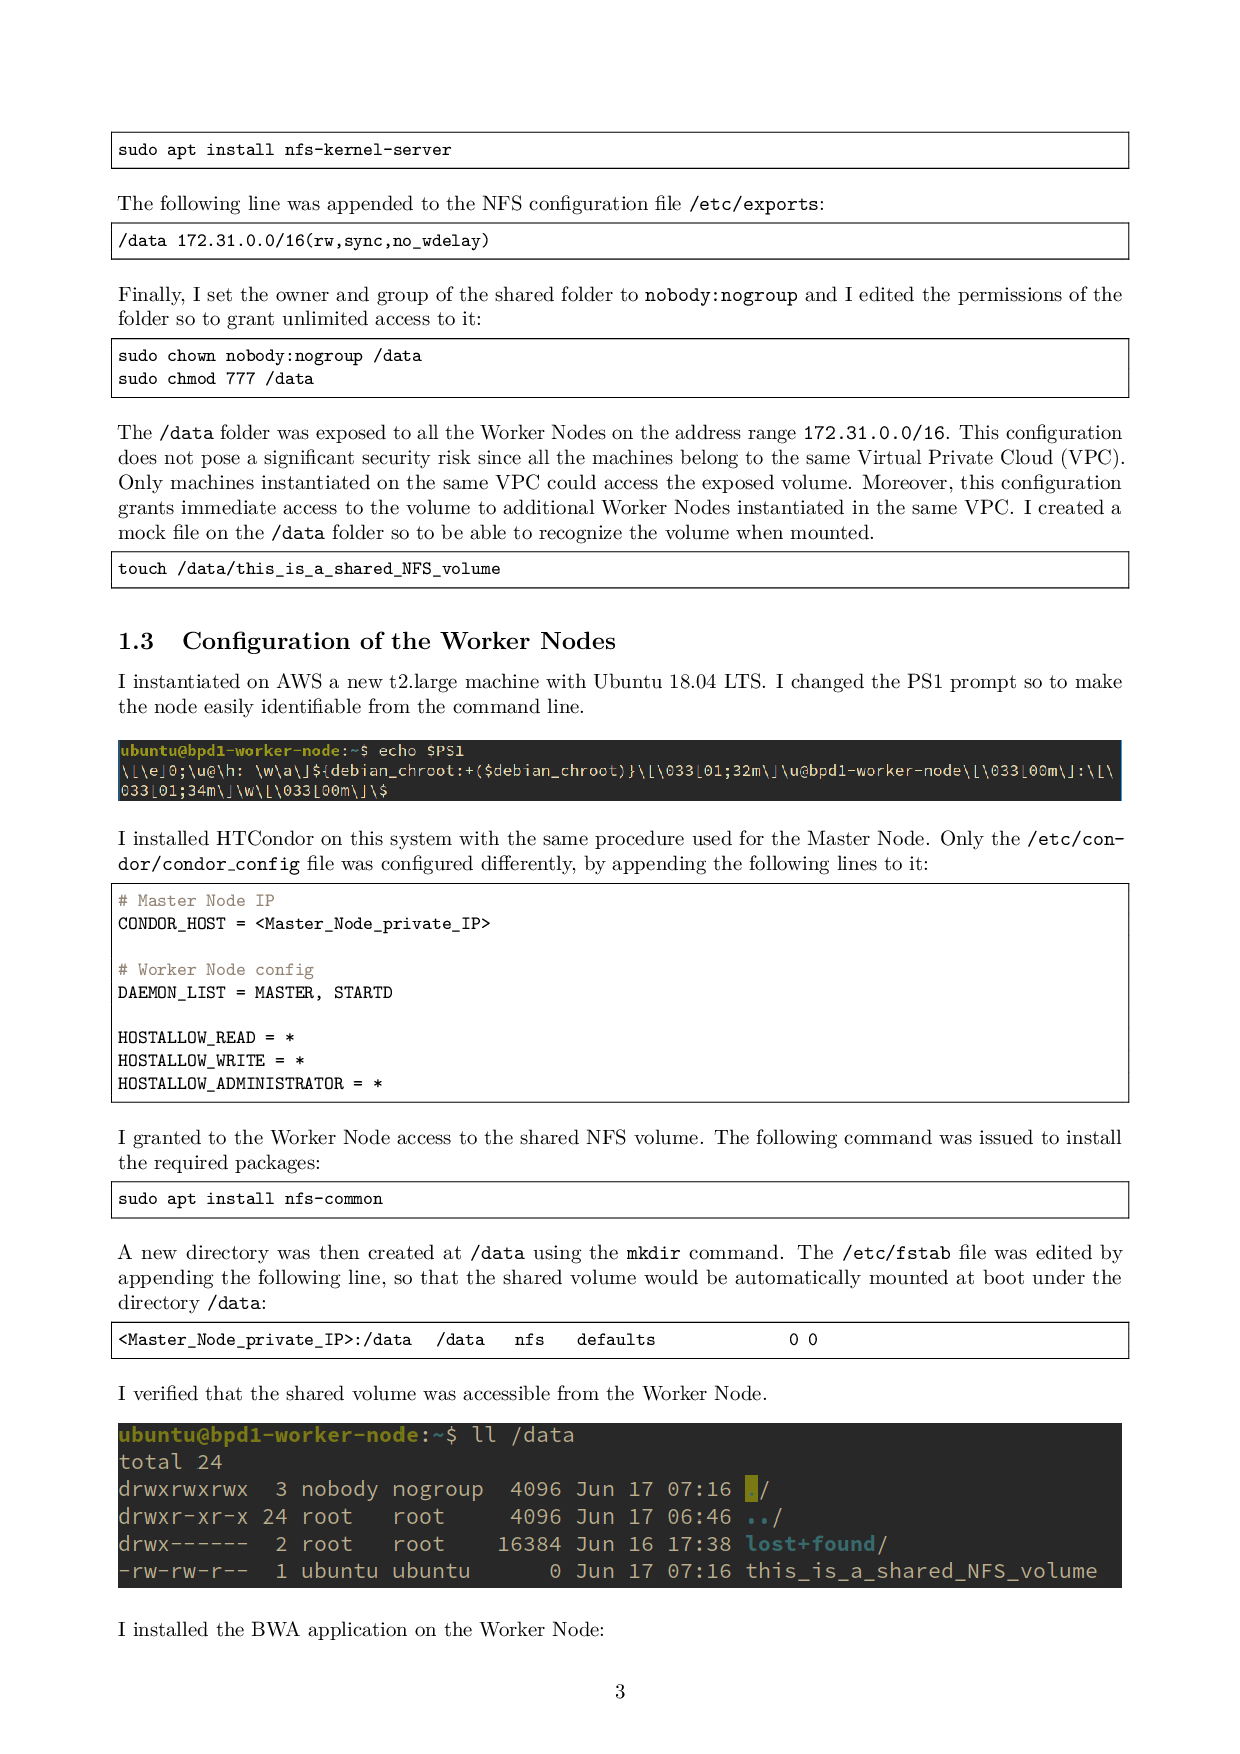 sudo apt install nfs-kernel-server
The following line was appended to the NFS configuration file /etc/exports:
/data 172.31.0.0/16(rw,sync,no_wdelay)
Finally, I set the owner and group of the shared folder to nobody:nogroup and I edited the permissions of the
folder so to grant unlimited access to it:
sudo chown nobody:nogroup /data
sudo chmod 777 /data
The /data folder was exposed to all the Worker Nodes on the address range 172.31.0.0/16. This configuration
does not pose a significant security risk since all the machines belong to the same Virtual Private Cloud (VPC).
Only machines instantiated on the same VPC could access the exposed volume. Moreover, this configuration
grants immediate access to the volume to additional Worker Nodes instantiated in the same VPC. I created a
mock file on the /data folder so to be able to recognize the volume when mounted.
touch /data/this_is_a_shared_NFS_volume
1.3 Configuration of the Worker Nodes
I instantiated on AWS a new t2.large machine with Ubuntu 18.04 LTS. I changed the PS1 prompt so to make
the node easily identifiable from the command line.
ubuntu@bpd1-worker-node:~$ echo $PS1
\[\e]0;\u@\h: \w\a\]${debian_chroot:+($debian_chroot)}\[\033[01;32m\]\u@bpd1-worker-node\[\033[00m\]:\[\
033[01;34m\]\w\[\033[00m\]\$
I installed HTCondor on this system with the same procedure used for the Master Node. Only the /etc/con-
dor/condor_config file was configured differently, by appending the following lines to it:
# Master Node IP
CONDOR_HOST = <Master_Node_private_IP>
# Worker Node config
DAEMON_LIST = MASTER, STARTD
HOSTALLOW_READ = *
HOSTALLOW_WRITE = *
HOSTALLOW_ADMINISTRATOR = *
I granted to the Worker Node access to the shared NFS volume. The following command was issued to install
the required packages:
sudo apt install nfs-common
A new directory was then created at /data using the mkdir command. The /etc/fstab file was edited by
appending the following line, so that the shared volume would be automatically mounted at boot under the
directory /data:
<Master_Node_private_IP>:/data /data nfs defaults 0 0
I verified that the shared volume was accessible from the Worker Node.
ubuntu@bpd1-worker-node:~$ ll /data
total 24
drwxrwxrwx 3 nobody nogroup 4096 Jun 17 07:16 ./
drwxr-xr-x 24 root root 4096 Jun 17 06:46 ../
drwx------ 2 root root 16384 Jun 16 17:38 lost+found/
-rw-rw-r-- 1 ubuntu ubuntu 0 Jun 17 07:16 this_is_a_shared_NFS_volume
I installed the BWA application on the Worker Node:
3